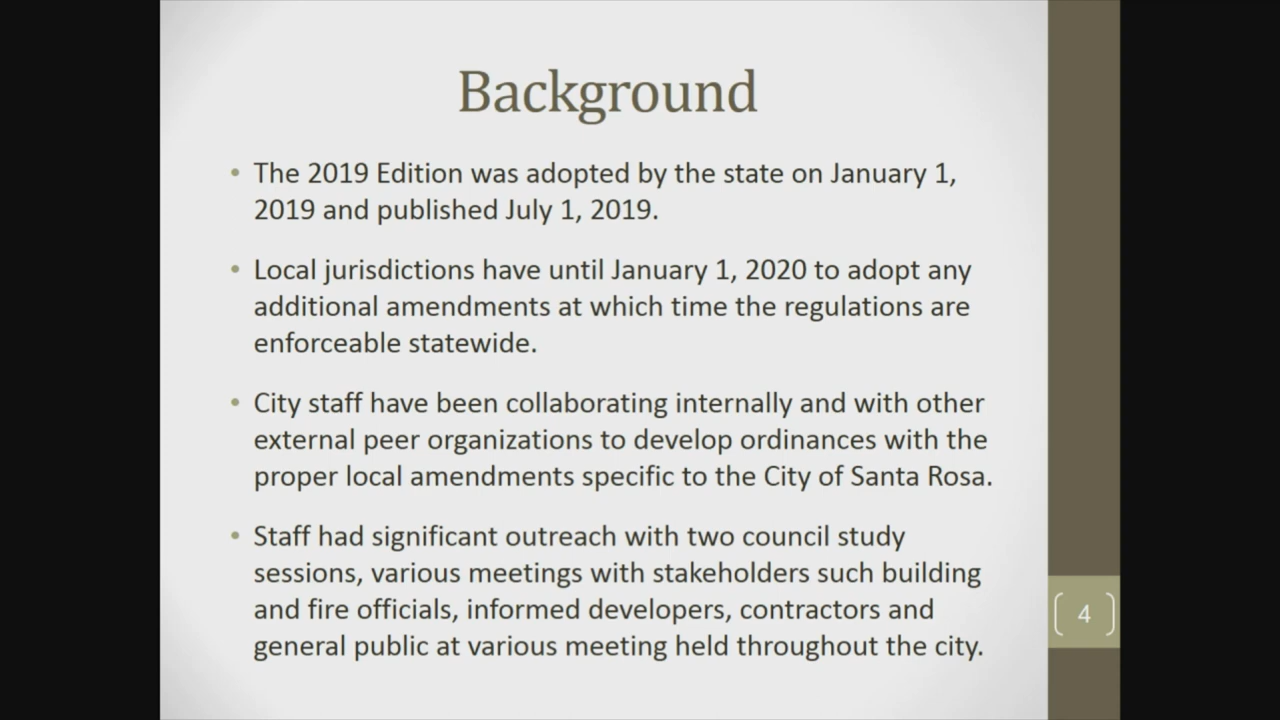 Background
• The 2019 Edition was adopted by the state on January 1,
2019 and published July 1, 2019.
• Local jurisdictions have until January 1, 2020 to adopt any
additional amendments at which time the regulations are
enforceable statewide.
• City staff have been collaborating internally and with other
external peer organizations to develop ordinances with the
proper local amendments specific to the City of Santa Rosa.
• Staff had significant outreach with two council study
sessions, various meetings with stakeholders such building
and fire officials, informed developers, contractors and
general public at various meeting held throughout the city.
4